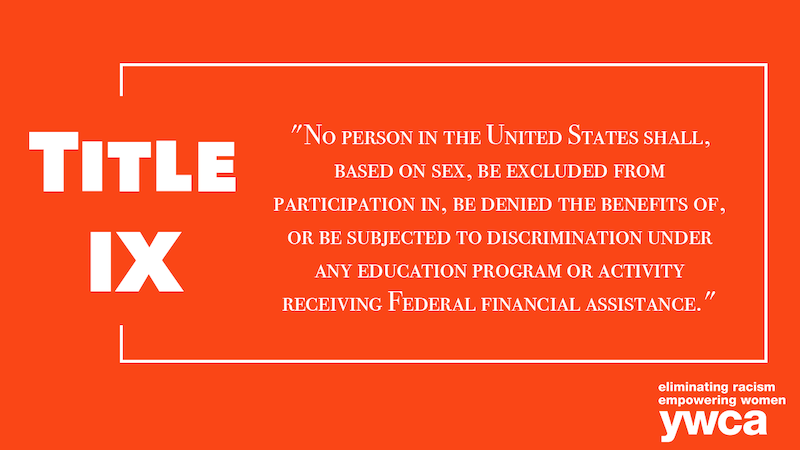 Title
IX
"No person in the United States shall,
based on sex, be excluded from
participation in, be denied the benefits of,
or be subjected to discrimination under
any education program or activity
receiving Federal financial assistance."
eliminating racism
empowering women
ywca